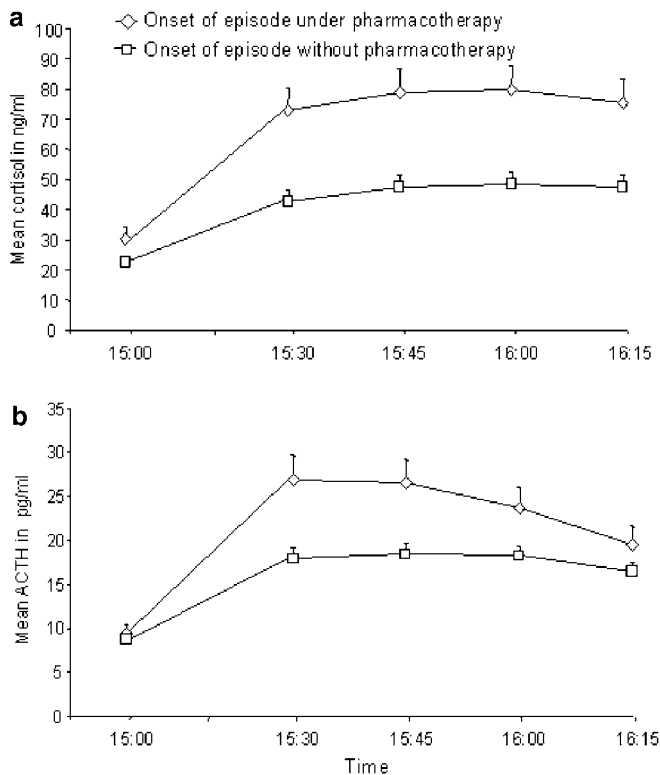 a
Onset of episode under pharmacotherapy
Onset of episode without pharmacotherapy
Mean cortisol in ng/ml
100
90
80
70
60
50
40
30
20
10
0
15:00 15:30 15:45 16:00 16:15
b
Mean ACTH in pg/ml
35
30
25
20
15
10
5
0
15:00 15:30 15:45 16:00 16:15
Time